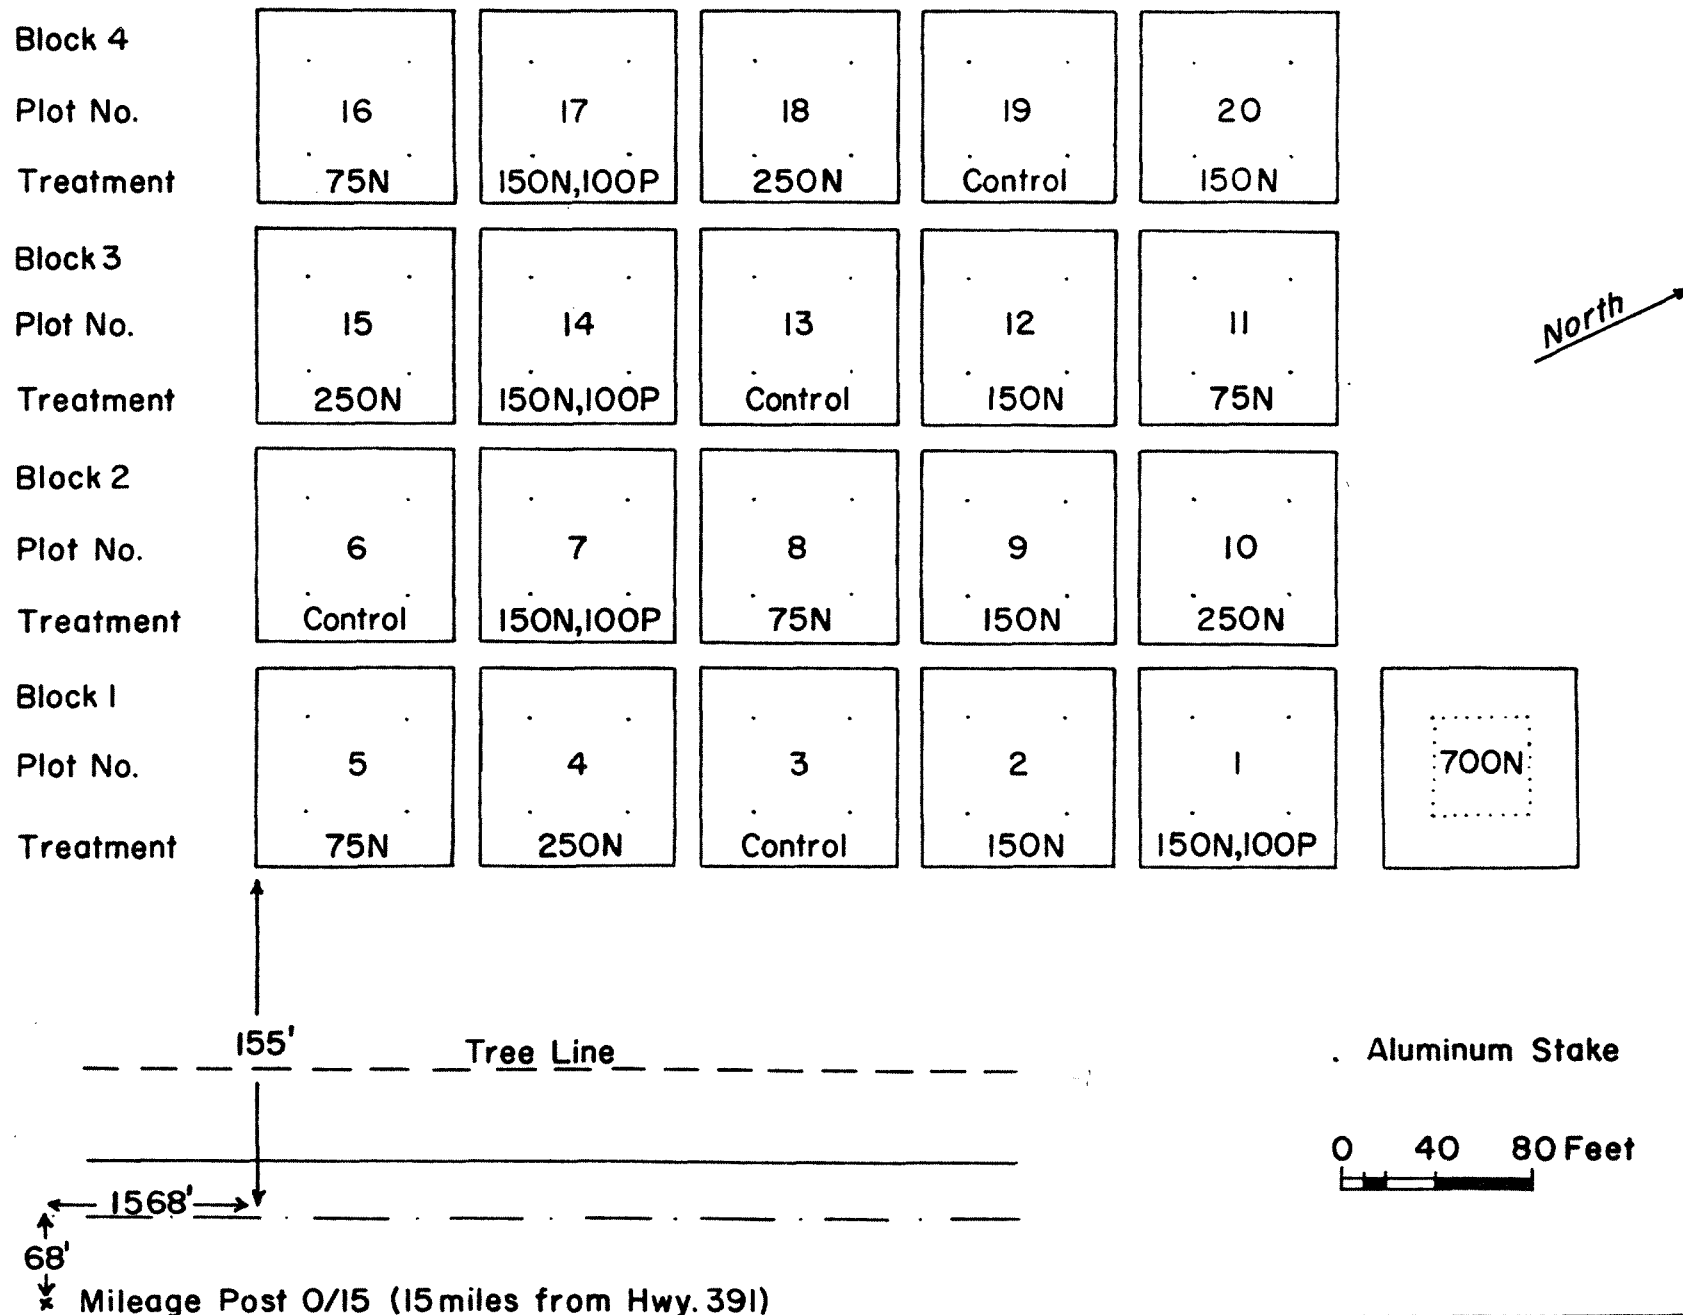 Block 4
Plot No. 16 17 18 19 20
Treatment 75N 150N,100P 250N Control 150N
Block 3
Plot No. 15 14 13 12 11
Treatment 250N 150N,100P Control 150N 75N
North
Block 2
Plot No. 6 7 8 9 10
Treatment Control 150N,100P 75N 150N 250N
Block 1
Plot No. 5 4 3 2 1 700N
Treatment 75N 250N Control 150N 150N,100P
155' Tree Line . Aluminum Stake
0 40 80 Feet
1568'
68'
x Mileage Post 0/15 (15 miles from Hwy. 391)